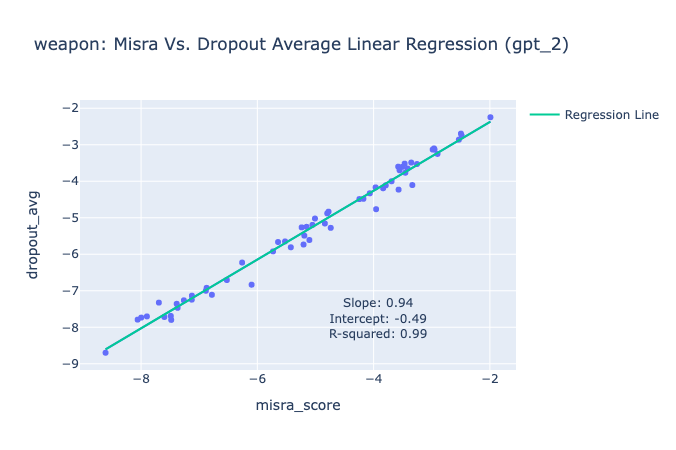 weapon: Misra Vs. Dropout Average Linear Regression (gpt_2)
Regression Line
dropout_avg
−2
−3
−4
−5
−6
−7
−8
−9
Slope: 0.94
Intercept: -0.49
R-squared: 0.99
−8
−6
−4
−2
misra_score